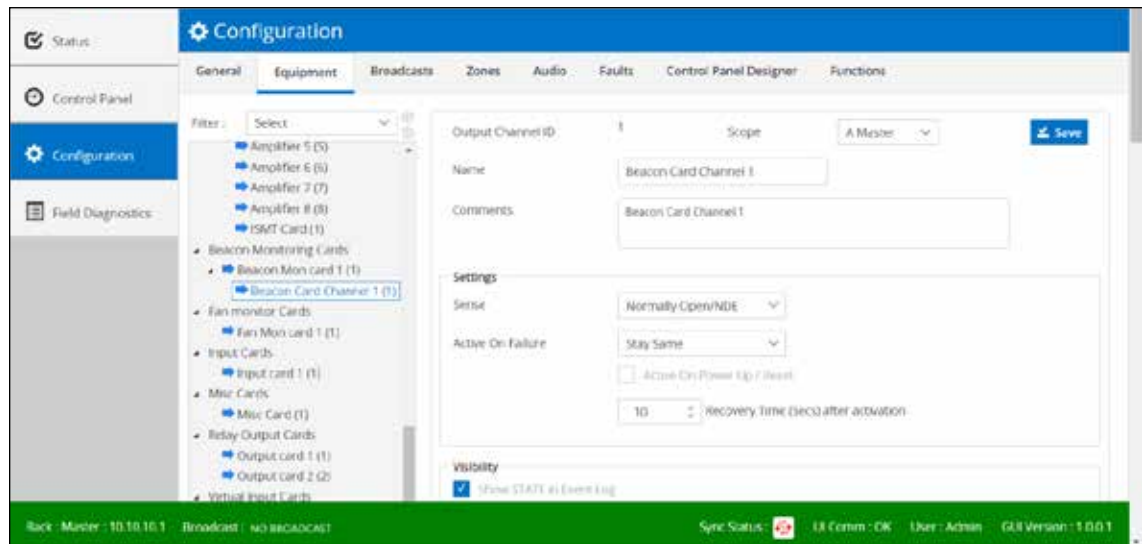 Status
Control Panel
Configuration
Field Diagnostics
Configuration
General Equipment Broadcasts Zones Audio Faults Control Panel Designer Functions
Filter : Select
Amplifier 5 (5)
Amplifier 6 (6)
Amplifier 7 (7)
Amplifier 8 (8)
ISMT Card (1)
Beacon Monitoring Cards
Beacon Mon card 1 (1)
Beacon Card Channel 1 (1)
Fan monitor Cards
Fan Mon card 1 (1)
Input Cards
Input card 1 (1)
Misc Cards
Misc Card (1)
Relay Output Cards
Output card 1 (1)
Output card 2 (2)
Virtual Input Cards
Output Channel ID 1 Scope A Master Save
Name Beacon Card Channel 1
Comments Beacon Card Channel 1
Settings
Sense Normally Open/NDE
Active On Failure Stay Same
Active On Power Up / Reset
10 Recovery Time (Secs) after activation
Visibility
Show STATE in Event Log
Rack : Master : 10.10.10.1 Broadcast : NO BROADCAST Sync Status : UI Comm : OK User : Admin GUI Version : 1.0.0.1